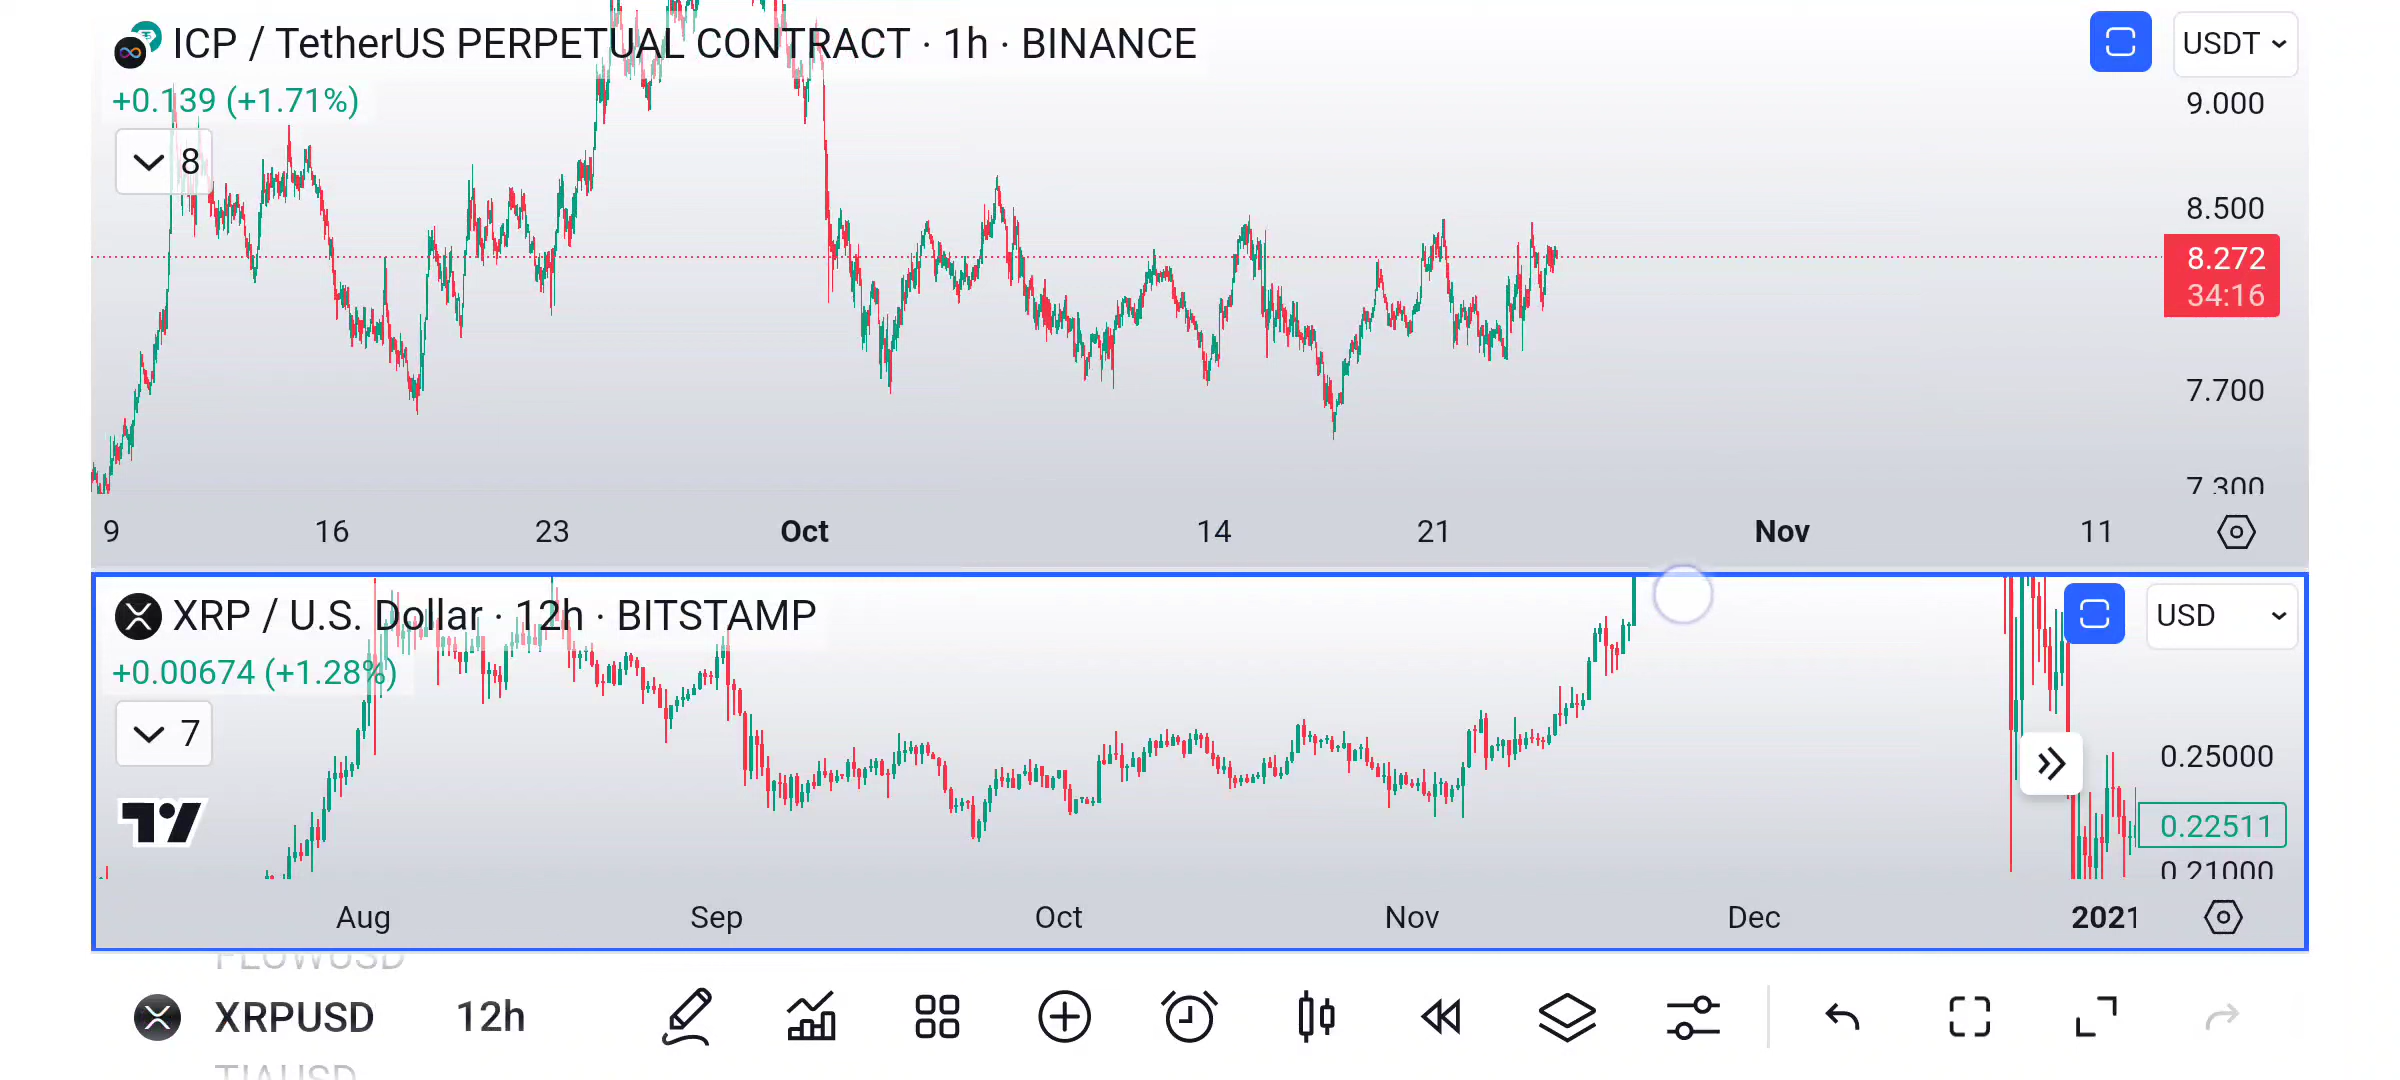 ICP / TetherUS PERPETUAL CONTRACT · 1h · BINANCE
USDT
+0.139 (+1.71%)
9.000
8
8.500
8.272
34:16
7.700
7.300
9 16 23 Oct 14 21 Nov 11
XRP / U.S. Dollar · 12h · BITSTAMP
USD
+0.00674 (+1.28%)
7
0.25000
0.22511
0.21000
Aug Sep Oct Nov Dec 2021
FLOWUSD
XRPUSD 12h
TIAUSD